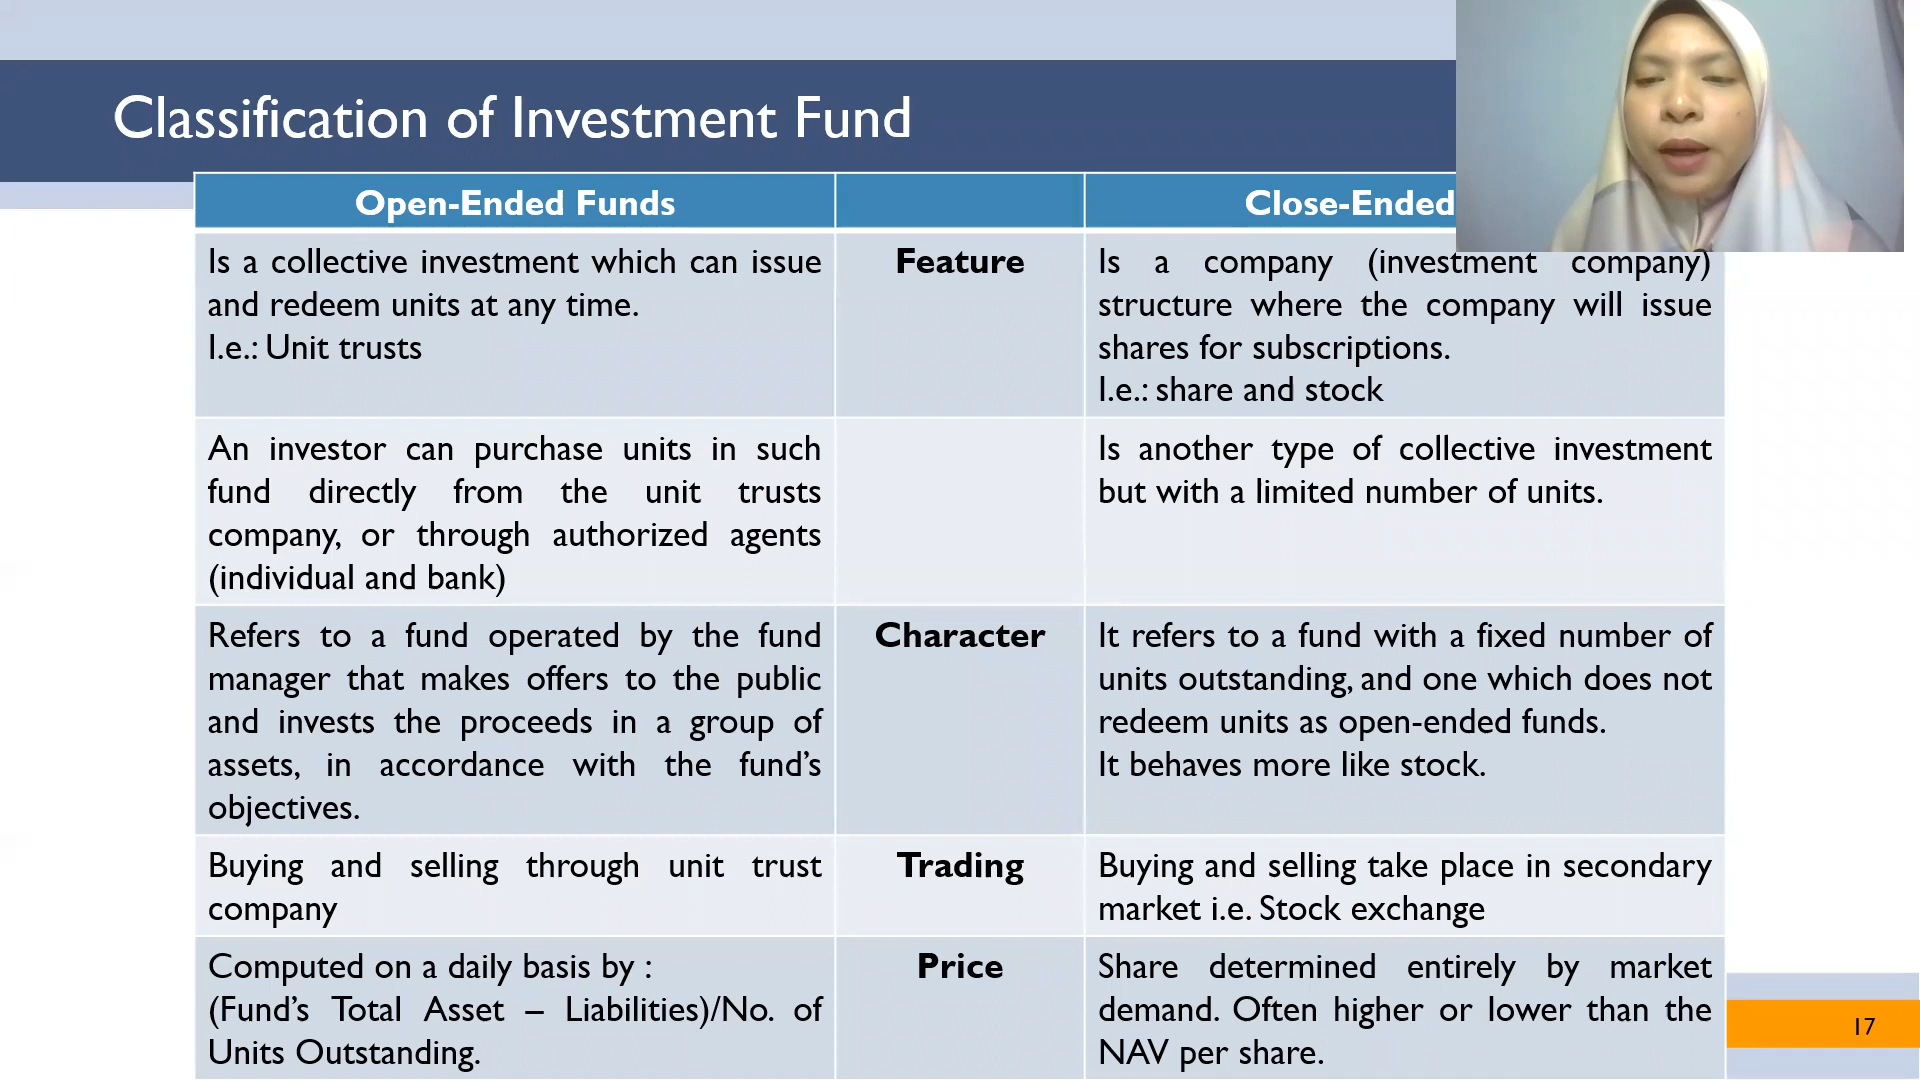 Classification of Investment Fund
Open-Ended Funds
Close-Ended
Is a collective investment which can issue
and redeem units at any time.
I.e.: Unit trusts
Feature
Is a company (investment company)
structure where the company will issue
shares for subscriptions.
I.e.: share and stock
An investor can purchase units in such
fund directly from the unit trusts
company, or through authorized agents
(individual and bank)
Is another type of collective investment
but with a limited number of units.
Refers to a fund operated by the fund
manager that makes offers to the public
and invests the proceeds in a group of
assets, in accordance with the fund’s
objectives.
Character
It refers to a fund with a fixed number of
units outstanding, and one which does not
redeem units as open-ended funds.
It behaves more like stock.
Buying and selling through unit trust
company
Trading
Buying and selling take place in secondary
market i.e. Stock exchange
Computed on a daily basis by :
(Fund’s Total Asset – Liabilities)/No. of
Units Outstanding.
Price
Share determined entirely by market
demand. Often higher or lower than the
NAV per share.
17